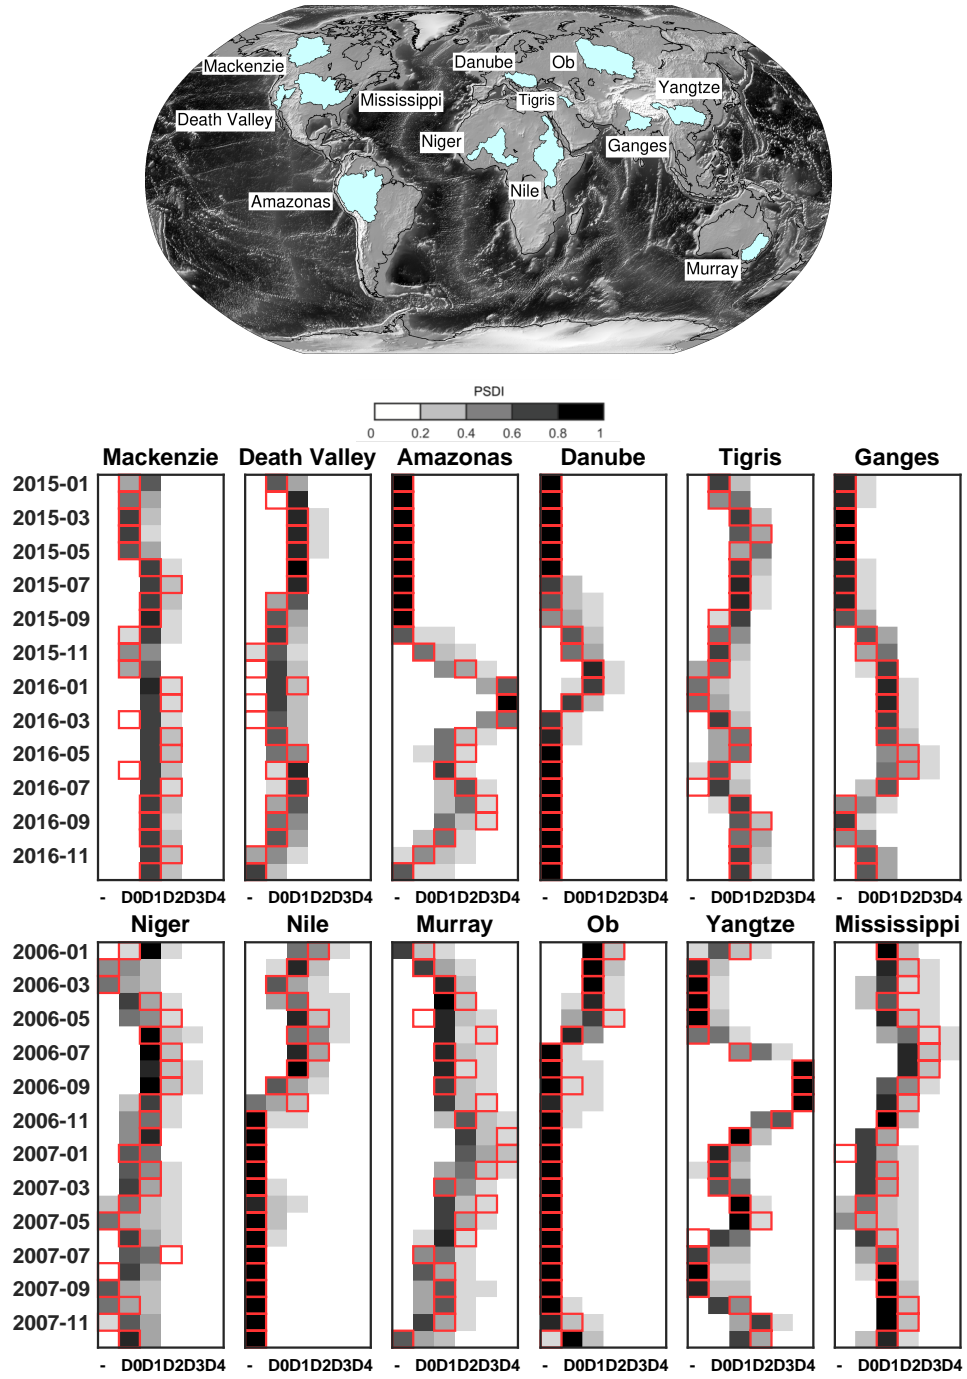 Mackenzie
Danube
Ob
Yangtze
Mississippi
Tigris
Death Valley
Niger
Ganges
Nile
Amazonas
Murray
PSDI
0 0.2 0.4 0.6 0.8 1
Mackenzie Death Valley Amazonas Danube Tigris Ganges
2015-01
2015-03
2015-05
2015-07
2015-09
2015-11
2016-01
2016-03
2016-05
2016-07
2016-09
2016-11
- D0D1D2D3D4 - D0D1D2D3D4 - D0D1D2D3D4 - D0D1D2D3D4 - D0D1D2D3D4 - D0D1D2D3D4
Niger Nile Murray Ob Yangtze Mississippi
2006-01
2006-03
2006-05
2006-07
2006-09
2006-11
2007-01
2007-03
2007-05
2007-07
2007-09
2007-11
- D0D1D2D3D4 - D0D1D2D3D4 - D0D1D2D3D4 - D0D1D2D3D4 - D0D1D2D3D4 - D0D1D2D3D4